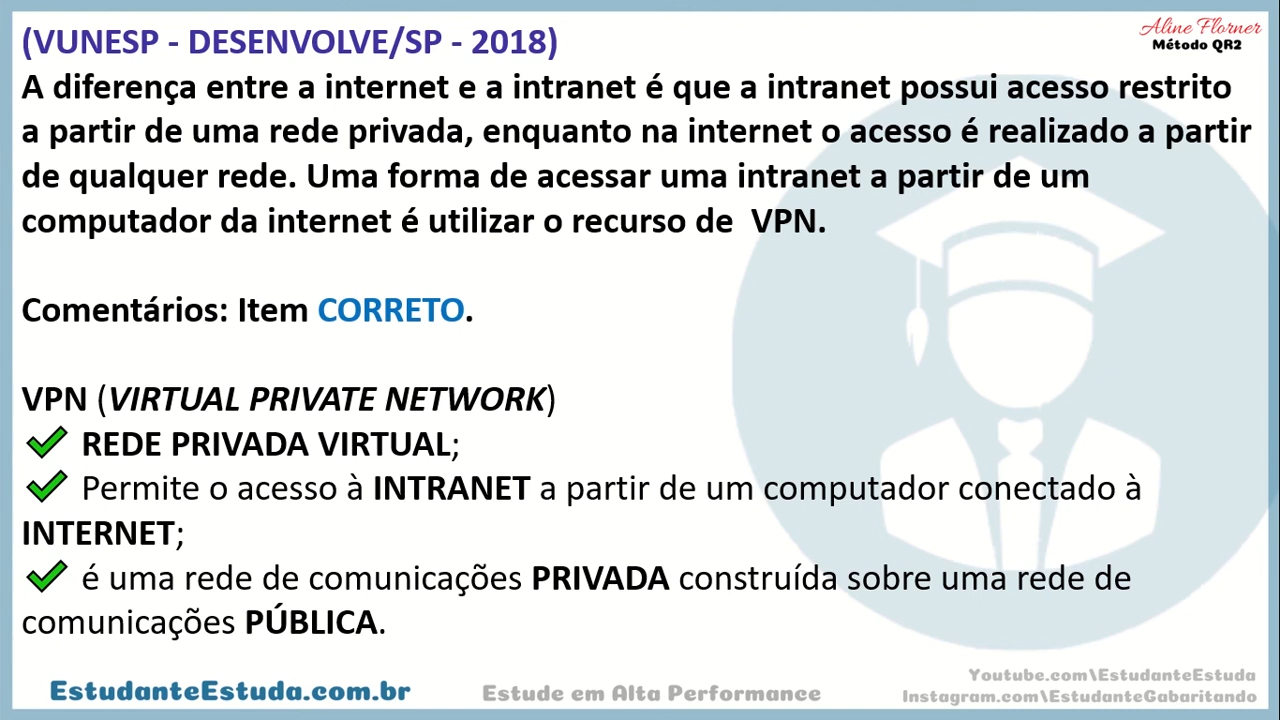 (VUNESP - DESENVOLVE/SP - 2018)
Aline Florner
Método QR2
A diferença entre a internet e a intranet é que a intranet possui acesso restrito
a partir de uma rede privada, enquanto na internet o acesso é realizado a partir
de qualquer rede. Uma forma de acessar uma intranet a partir de um
computador da internet é utilizar o recurso de  VPN.
Comentários: Item CORRETO.
VPN (VIRTUAL PRIVATE NETWORK)
REDE PRIVADA VIRTUAL;
Permite o acesso à INTRANET a partir de um computador conectado à
INTERNET;
é uma rede de comunicações PRIVADA construída sobre uma rede de
comunicações PÚBLICA.
EstudanteEstuda.com.br
Estude em Alta Performance
Youtube.com\EstudanteEstuda
Instagram.com\EstudanteGabaritando